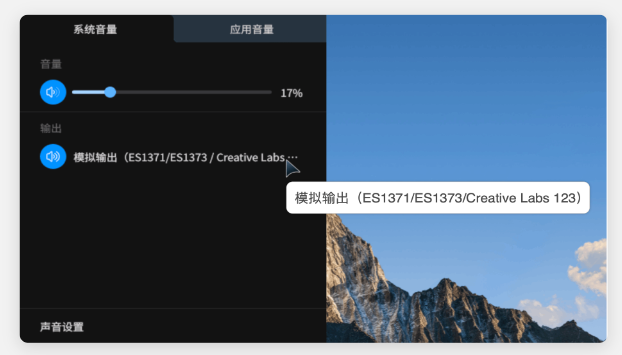 系统音量
应用音量
音量
17%
输出
模拟输出（ES1371/ES1373 / Creative Labs ···
模拟输出（ES1371/ES1373/Creative Labs 123）
声音设置